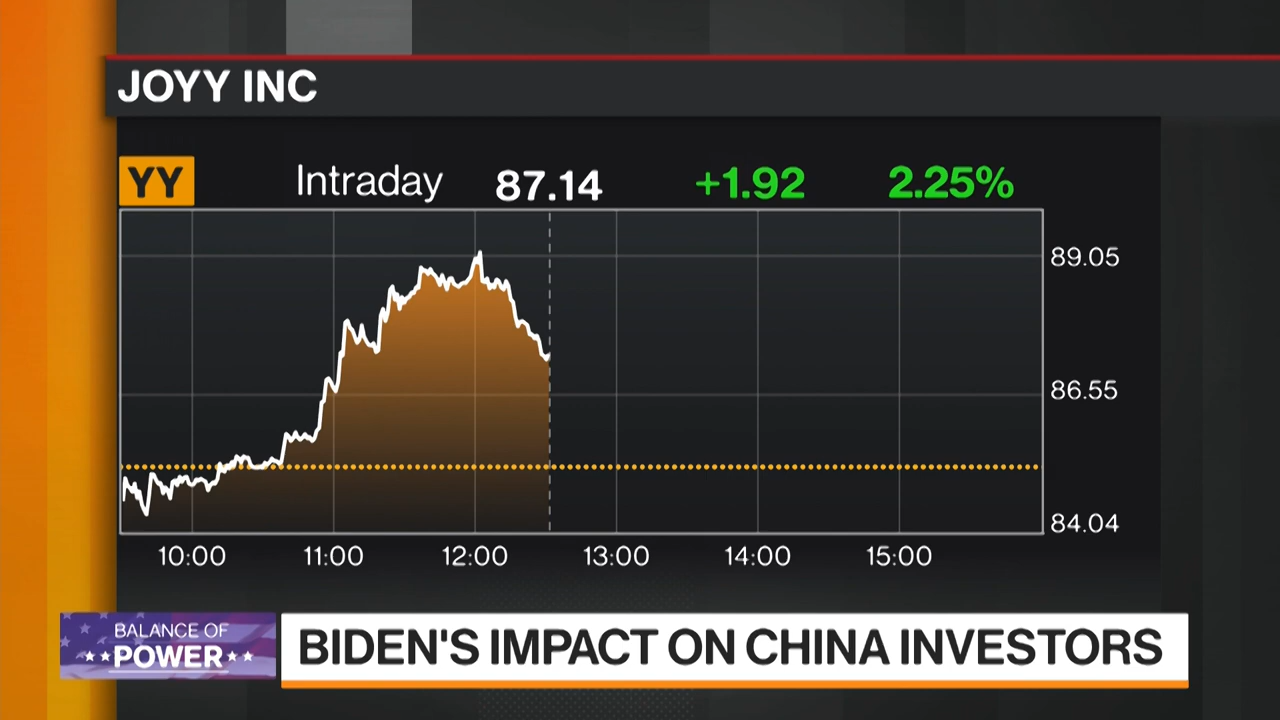 JOYY INC
YY Intraday 87.14 +1.92 2.25%
89.05
86.55
84.04
10:00 11:00 12:00 13:00 14:00 15:00
BALANCE OF
POWER
BIDEN'S IMPACT ON CHINA INVESTORS